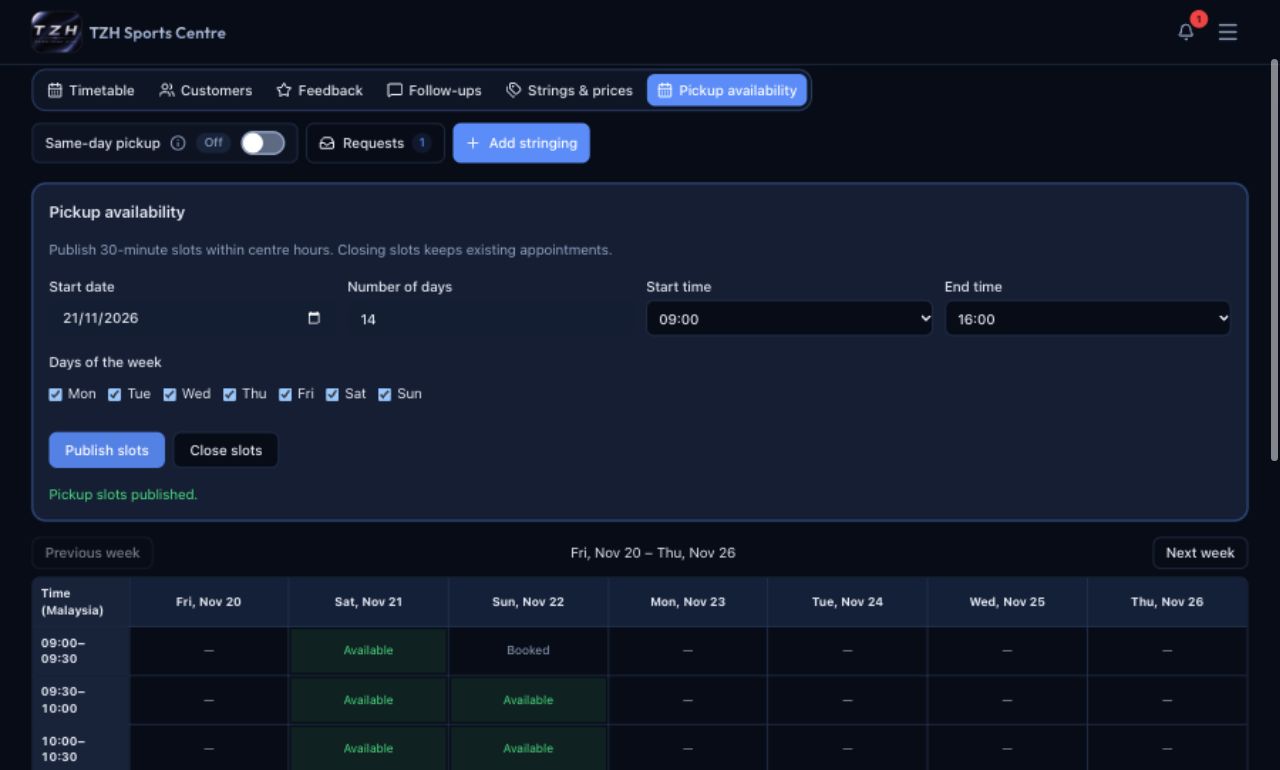 TZH
TZH Sports Centre
1
Timetable
Customers
Feedback
Follow-ups
Strings & prices
Pickup availability
Same-day pickup
Off
Requests 1
+ Add stringing
Pickup availability
Publish 30-minute slots within centre hours. Closing slots keeps existing appointments.
Start date
Number of days
Start time
End time
21/11/2026
14
09:00
16:00
Days of the week
Mon Tue Wed Thu Fri Sat Sun
Publish slots
Close slots
Pickup slots published.
Previous week
Fri, Nov 20 – Thu, Nov 26
Next week
Time
(Malaysia)
Fri, Nov 20
Sat, Nov 21
Sun, Nov 22
Mon, Nov 23
Tue, Nov 24
Wed, Nov 25
Thu, Nov 26
09:00–
09:30
— Available Booked — — — —
09:30–
10:00
— Available Available — — — —
10:00–
10:30
— Available Available — — — —